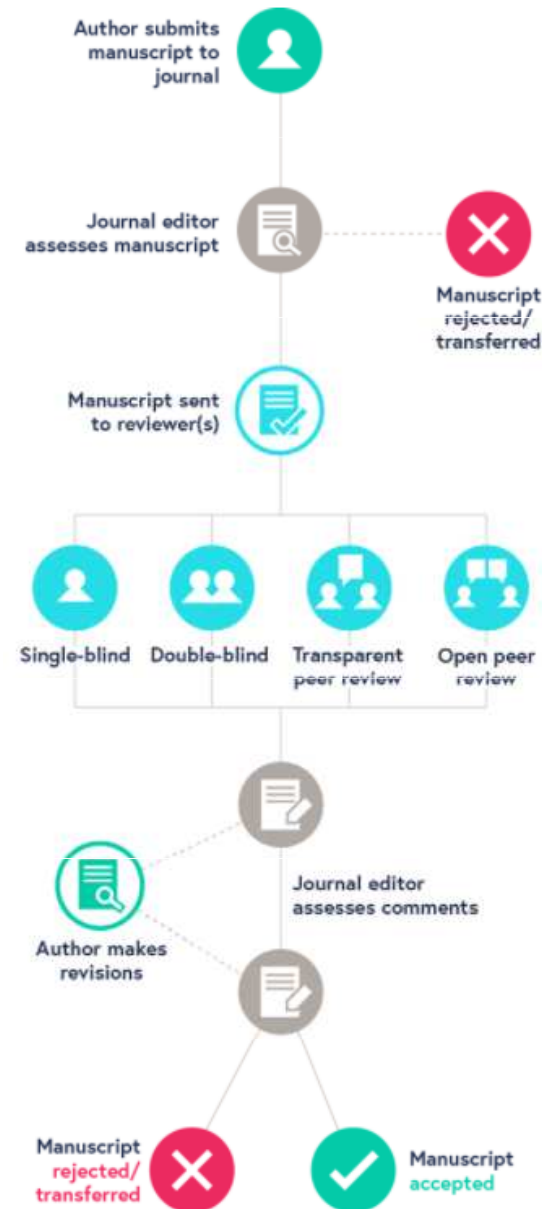 Author submits
manuscript to
journal
Journal editor
assesses manuscript
Manuscript
rejected/
transferred
Manuscript sent
to reviewer(s)
Single-blind
Double-blind
Transparent
peer review
Open peer
review
Journal editor
assesses comments
Author makes
revisions
Manuscript
rejected/
transferred
Manuscript
accepted